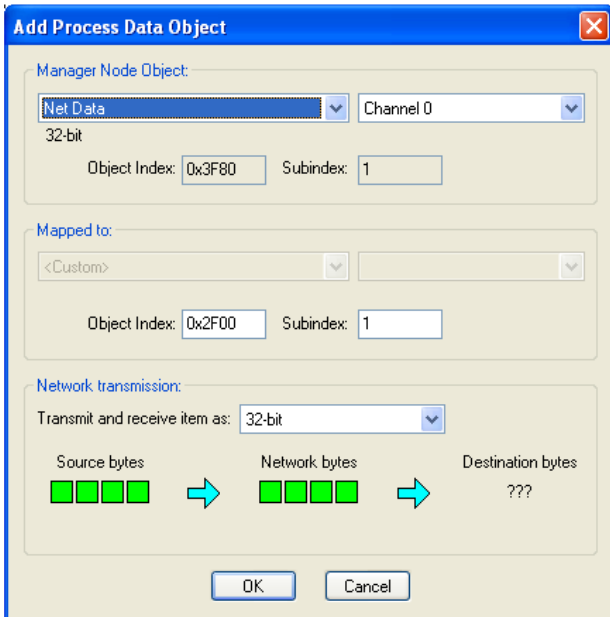 Add Process Data Object
Manager Node Object:
Net Data Channel 0
32-bit
Object Index: 0x3F80 Subindex: 1
Mapped to:
<Custom>
Object Index: 0x2F00 Subindex: 1
Network transmission:
Transmit and receive item as: 32-bit
Source bytes Network bytes Destination bytes
???
OK Cancel